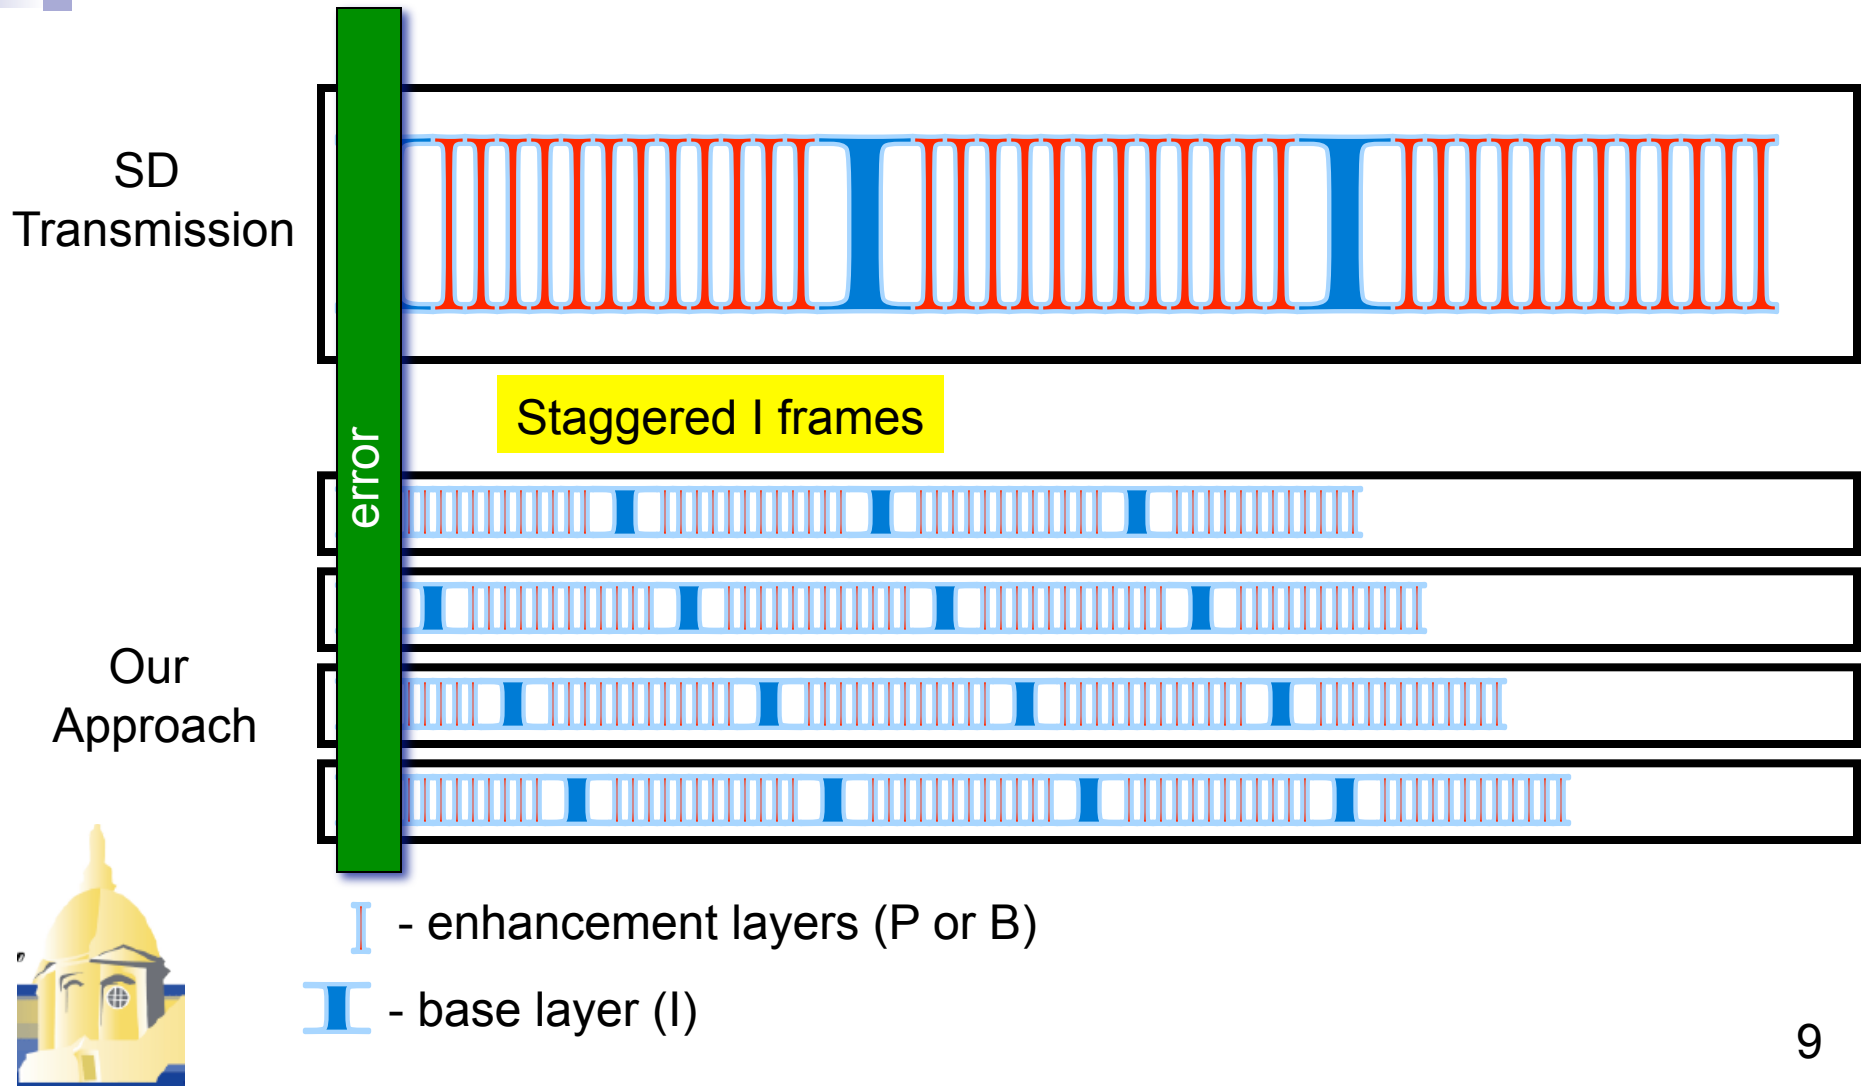 SD
Transmission
Staggered I frames
error
Our
Approach
- enhancement layers (P or B)
- base layer (I)
9